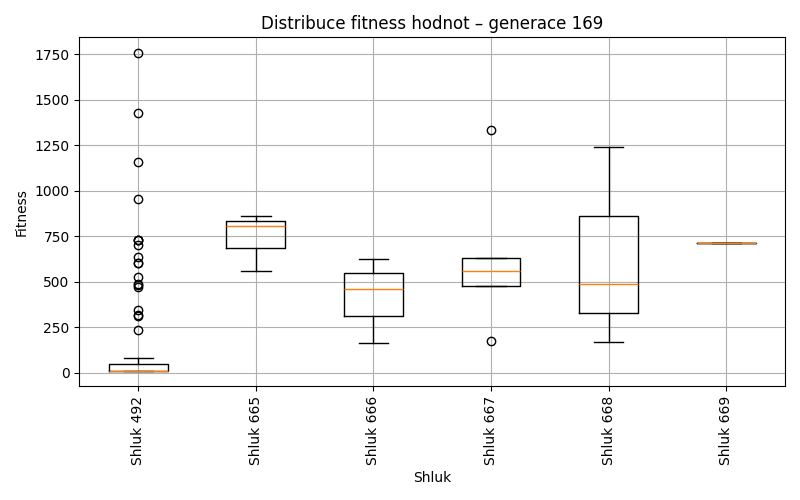 Distribuce fitness hodnot – generace 169
Fitness
1750
1500
1250
1000
750
500
250
0
Shluk 492
Shluk 665
Shluk 666
Shluk 667
Shluk 668
Shluk 669
Shluk